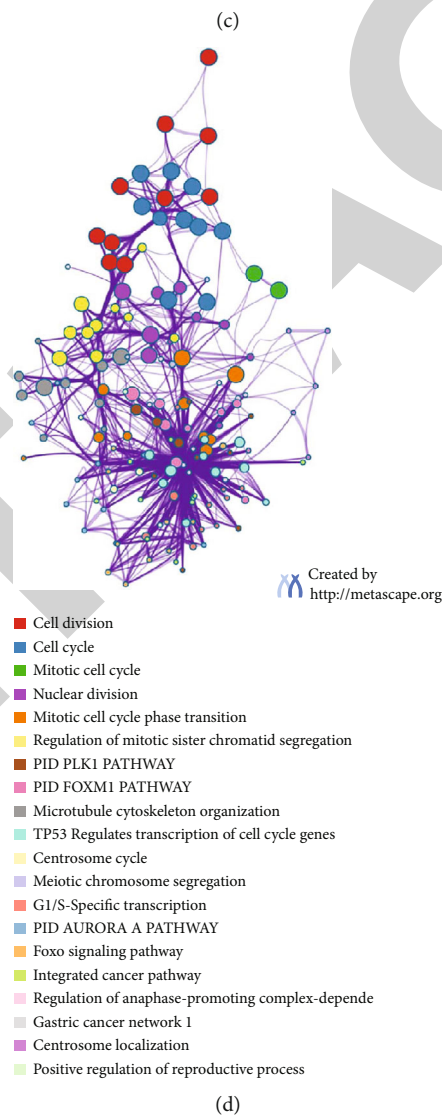 (c)
Created by
http://metascape.org
Cell division
Cell cycle
Mitotic cell cycle
Nuclear division
Mitotic cell cycle phase transition
Regulation of mitotic sister chromatid segregation
PID PLK1 PATHWAY
PID FOXM1 PATHWAY
Microtubule cytoskeleton organization
TP53 Regulates transcription of cell cycle genes
Centrosome cycle
Meiotic chromosome segregation
G1/S-Specific transcription
PID AURORA A PATHWAY
Foxo signaling pathway
Integrated cancer pathway
Regulation of anaphase-promoting complex-depende
Gastric cancer network 1
Centrosome localization
Positive regulation of reproductive process
(d)